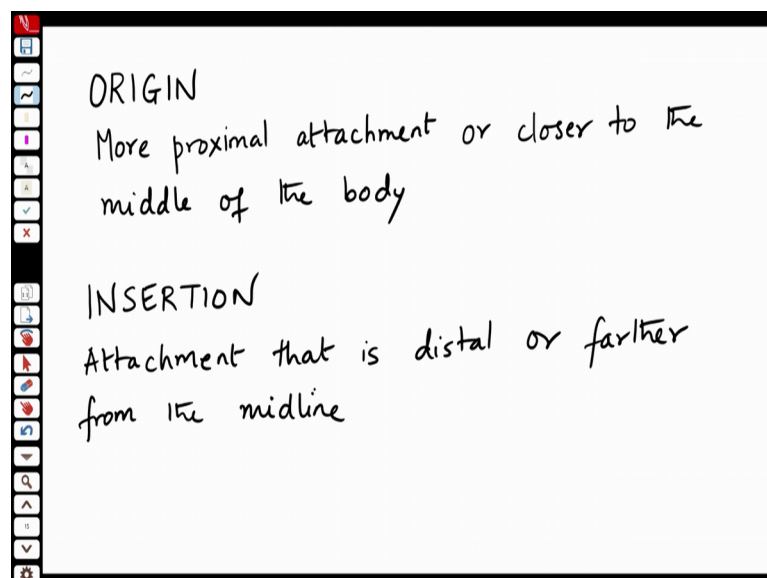 ORIGIN
More proximal attachment or closer to the
middle of the body
INSERTION
Attachment that is distal or farther
from the midline
15